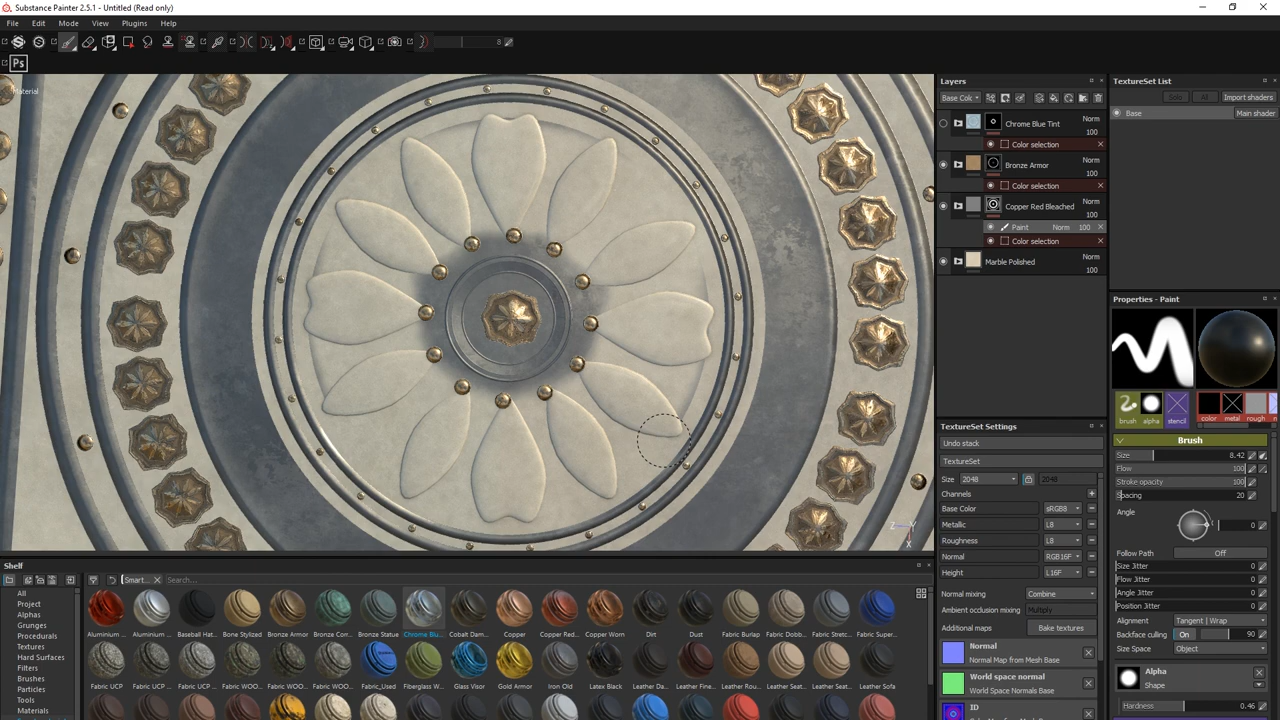 Substance Painter 2.5.1 - Untitled (Read only)
File Edit Mode View Plugins Help
8
Ps
Material
Layers
Base Colo
Chrome Blue Tint Norm 100
Color selection
Bronze Armor Norm 100
Color selection
Copper Red Bleached Norm 100
Paint Norm 100
Color selection
Marble Polished Norm 100
TextureSet List
Solo All Import shaders
Base Main shader
TextureSet Settings
Undo stack
TextureSet
Size 2048 2048
Channels
Base Color sRGB8
Metallic L8
Roughness L8
Normal RGB16F
Height L16F
Normal mixing Combine
Ambient occlusion mixing Multiply
Additional maps Bake textures
Normal
Normal Map from Mesh Base
World space normal
World Space Normals Base
ID
Properties - Paint
brush alpha stencil color metal rough n
Brush
Size 8.42
Flow 100
Stroke opacity 100
Spacing 20
Angle 0
Follow Path Off
Size Jitter 0
Flow Jitter 0
Angle Jitter 0
Position Jitter 0
Alignment Tangent | Wrap
Backface culling On 90
Size Space Object
Alpha
Shape
Hardness 0.46
Z Y
X
Shelf
Smart... Search...
All
Project
Alphas
Grunges
Procedurals
Textures
Hard Surfaces
Filters
Brushes
Particles
Tools
Materials
Aluminium ... Aluminium ... Baseball Hat... Bone Stylized Bronze Armor Bronze Corr... Bronze Statue Chrome Blu... Cobalt Dam... Copper Copper Red... Copper Worn Dirt Dust Fabric Burlap Fabric Dobb... Fabric Stretc... Fabric Super...
Fabric UCP ... Fabric UCP ... Fabric UCP ... Fabric WOO... Fabric WOO... Fabric WOO... Fabric_Used Fiberglass W... Glass Visor Gold Armor Iron Old Latex Black Leather Da... Leather Fine... Leather Rou... Leather Seat... Leather Seat... Leather Sofa